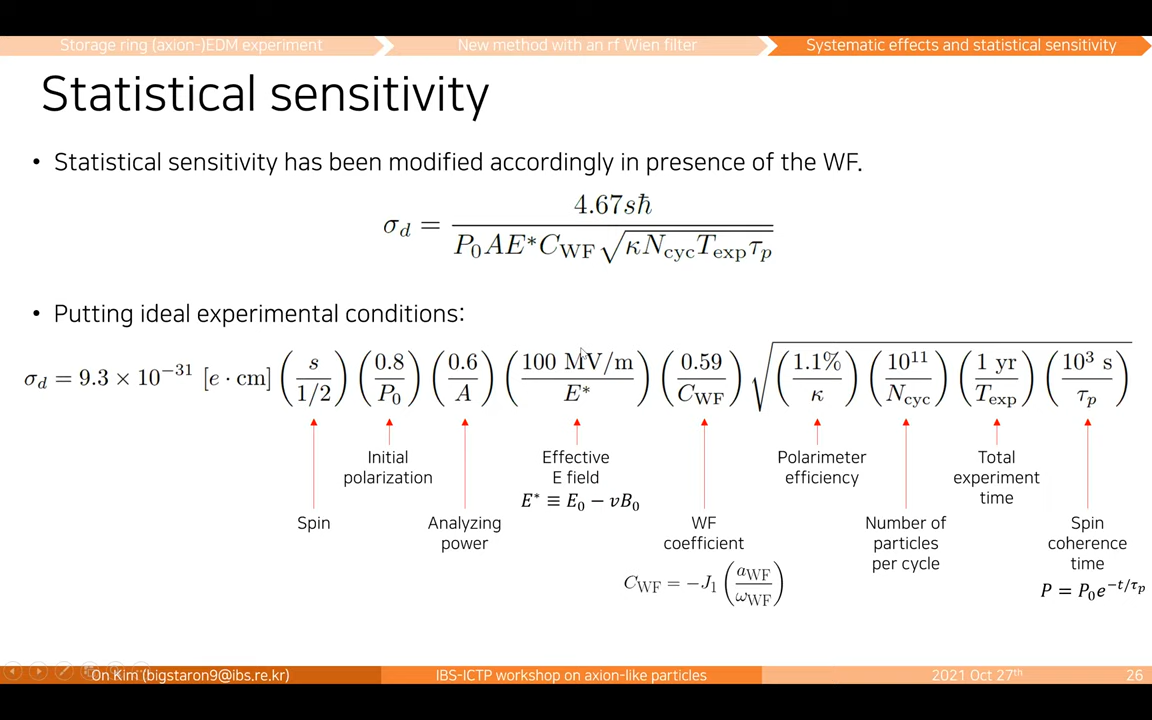 Storage ring (axion-)EDM experiment
New method with an rf Wien filter
Systematic effects and statistical sensitivity
Statistical sensitivity
• Statistical sensitivity has been modified accordingly in presence of the WF.
σ_d = 4.67sħ / (P_0 A E* C_WF √(κ N_cyc T_exp τ_p))
• Putting ideal experimental conditions:
σ_d = 9.3 × 10^−31 [e · cm] (s / 1/2) (0.8 / P_0) (0.6 / A) (100 MV/m / E*) (0.59 / C_WF) √((1.1% / κ) (10^11 / N_cyc) (1 yr / T_exp) (10^3 s / τ_p))
Spin
Initial
polarization
Analyzing
power
Effective
E field
E* ≡ E_0 − vB_0
WF
coefficient
C_WF = −J_1 (a_WF / ω_WF)
Polarimeter
efficiency
Number of
particles
per cycle
Total
experiment
time
Spin
coherence
time
P = P_0 e^−t/τ_p
On Kim (bigstaron9@ibs.re.kr)
IBS-ICTP workshop on axion-like particles
2021 Oct 27th
26